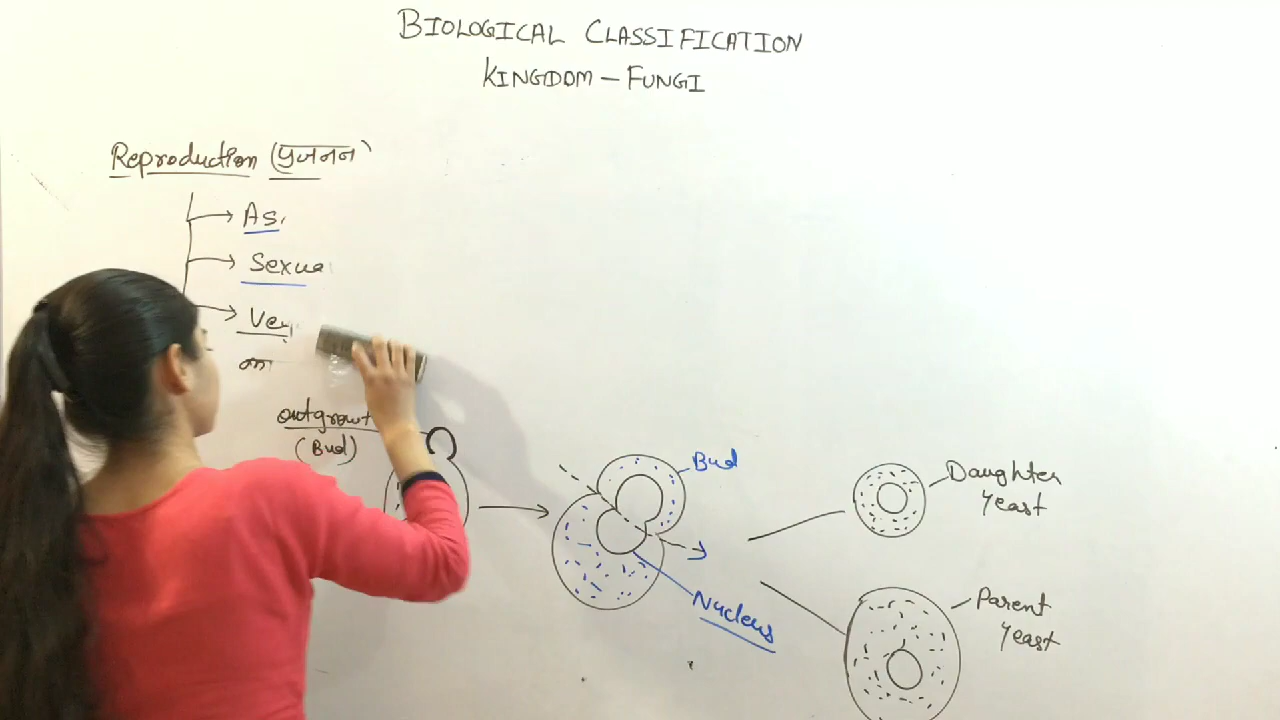 BIOLOGICAL CLASSIFICATION
KINGDOM – FUNGI
Reproduction (प्रजनन)
As
Sexua
Ve
outgrowt
(Bud)
Bud
Nucleus
Daughter
yeast
Parent
yeast